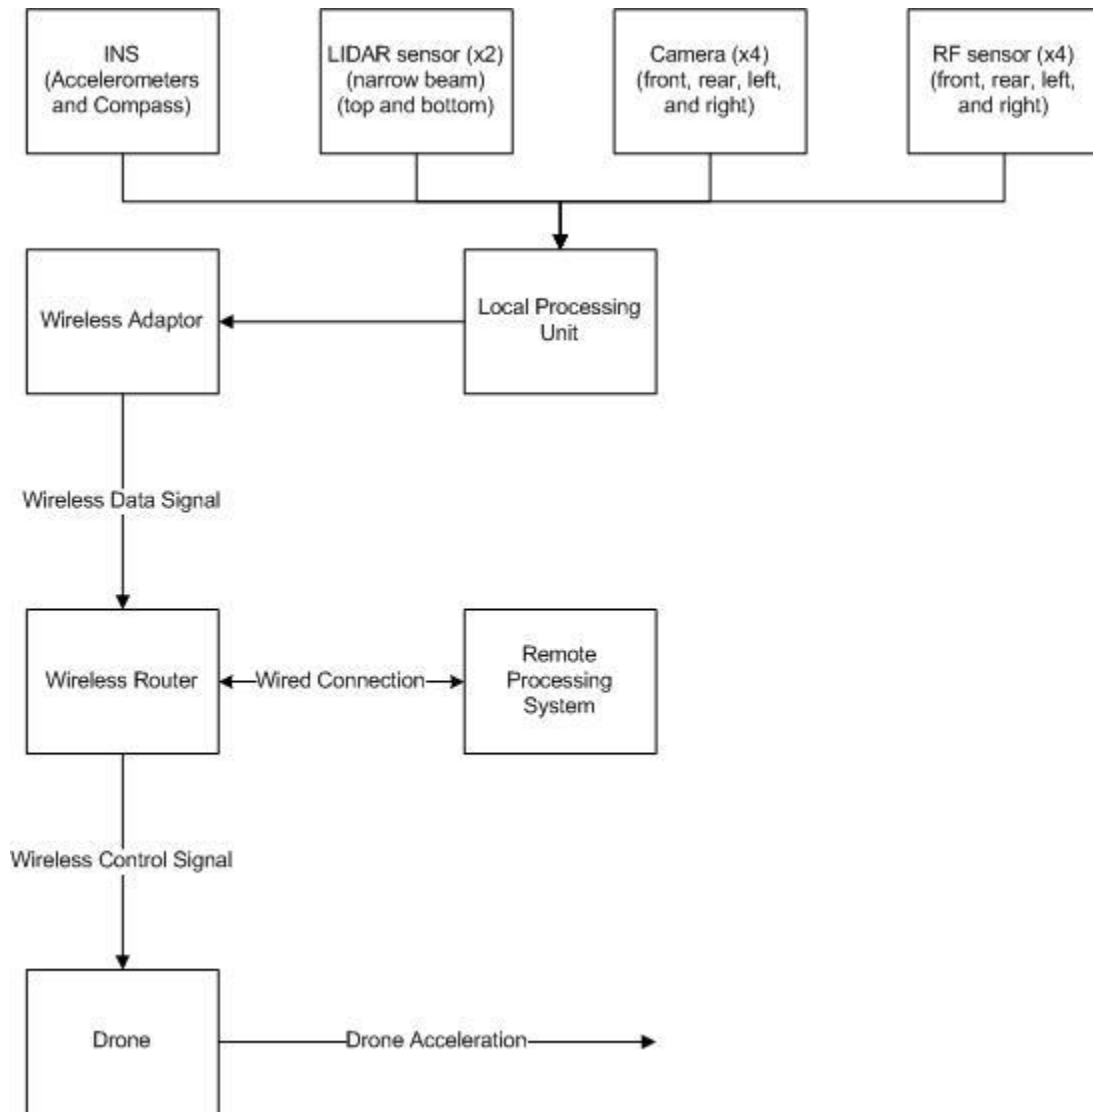 INS
(Accelerometers
and Compass)
LIDAR sensor (x2)
(narrow beam)
(top and bottom)
Camera (x4)
(front, rear, left,
and right)
RF sensor (x4)
(front, rear, left,
and right)
Wireless Adaptor
Local Processing
Unit
Wireless Data Signal
Wireless Router
Wired Connection
Remote
Processing
System
Wireless Control Signal
Drone
Drone Acceleration